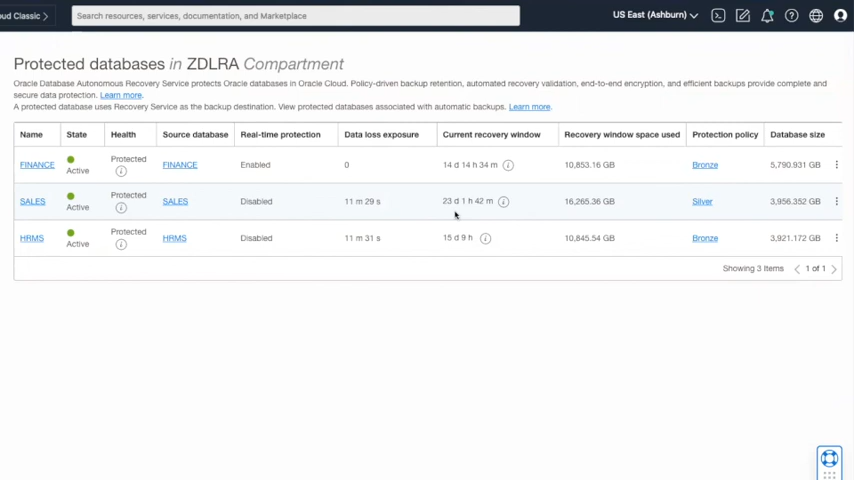 oud Classic >
Search resources, services, documentation, and Marketplace
US East (Ashburn)
Protected databases in ZDLRA Compartment
Oracle Database Autonomous Recovery Service protects Oracle databases in Oracle Cloud. Policy-driven backup retention, automated recovery validation, end-to-end encryption, and efficient backups provide complete and
secure data protection. Learn more.
A protected database uses Recovery Service as the backup destination. View protected databases associated with automatic backups. Learn more.
Name State Health Source database Real-time protection Data loss exposure Current recovery window Recovery window space used Protection policy Database size
FINANCE Active Protected FINANCE Enabled 0 14 d 14 h 34 m 10,853.16 GB Bronze 5,790.931 GB
SALES Active Protected SALES Disabled 11 m 29 s 23 d 1 h 42 m 16,265.36 GB Silver 3,956.352 GB
HRMS Active Protected HRMS Disabled 11 m 31 s 15 d 9 h 10,845.54 GB Bronze 3,921.172 GB
Showing 3 Items < 1 of 1 >